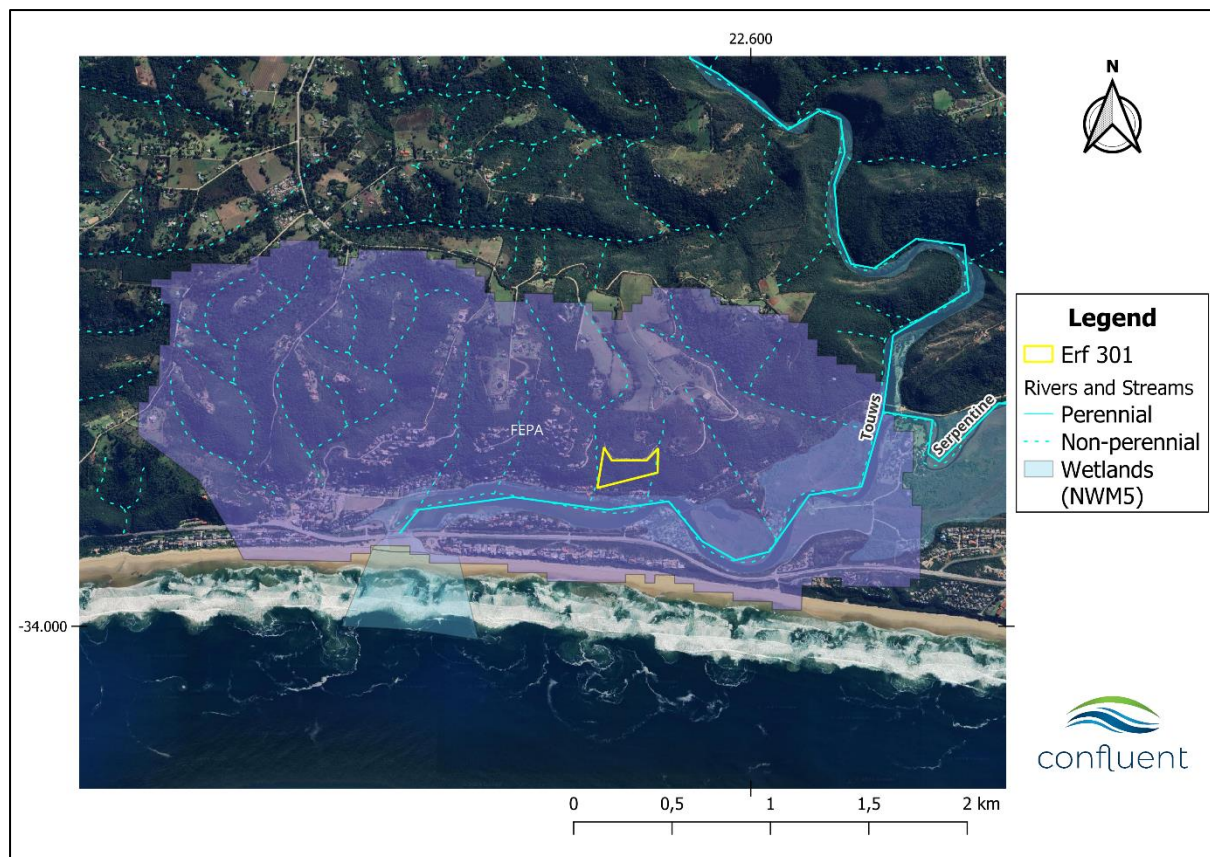 22.600
N
-34.000
FEPA
Touws
Serpentine
Legend
Erf 301
Rivers and Streams
Perennial
Non-perennial
Wetlands
(NWM5)
confluent
0 0,5 1 1,5 2 km